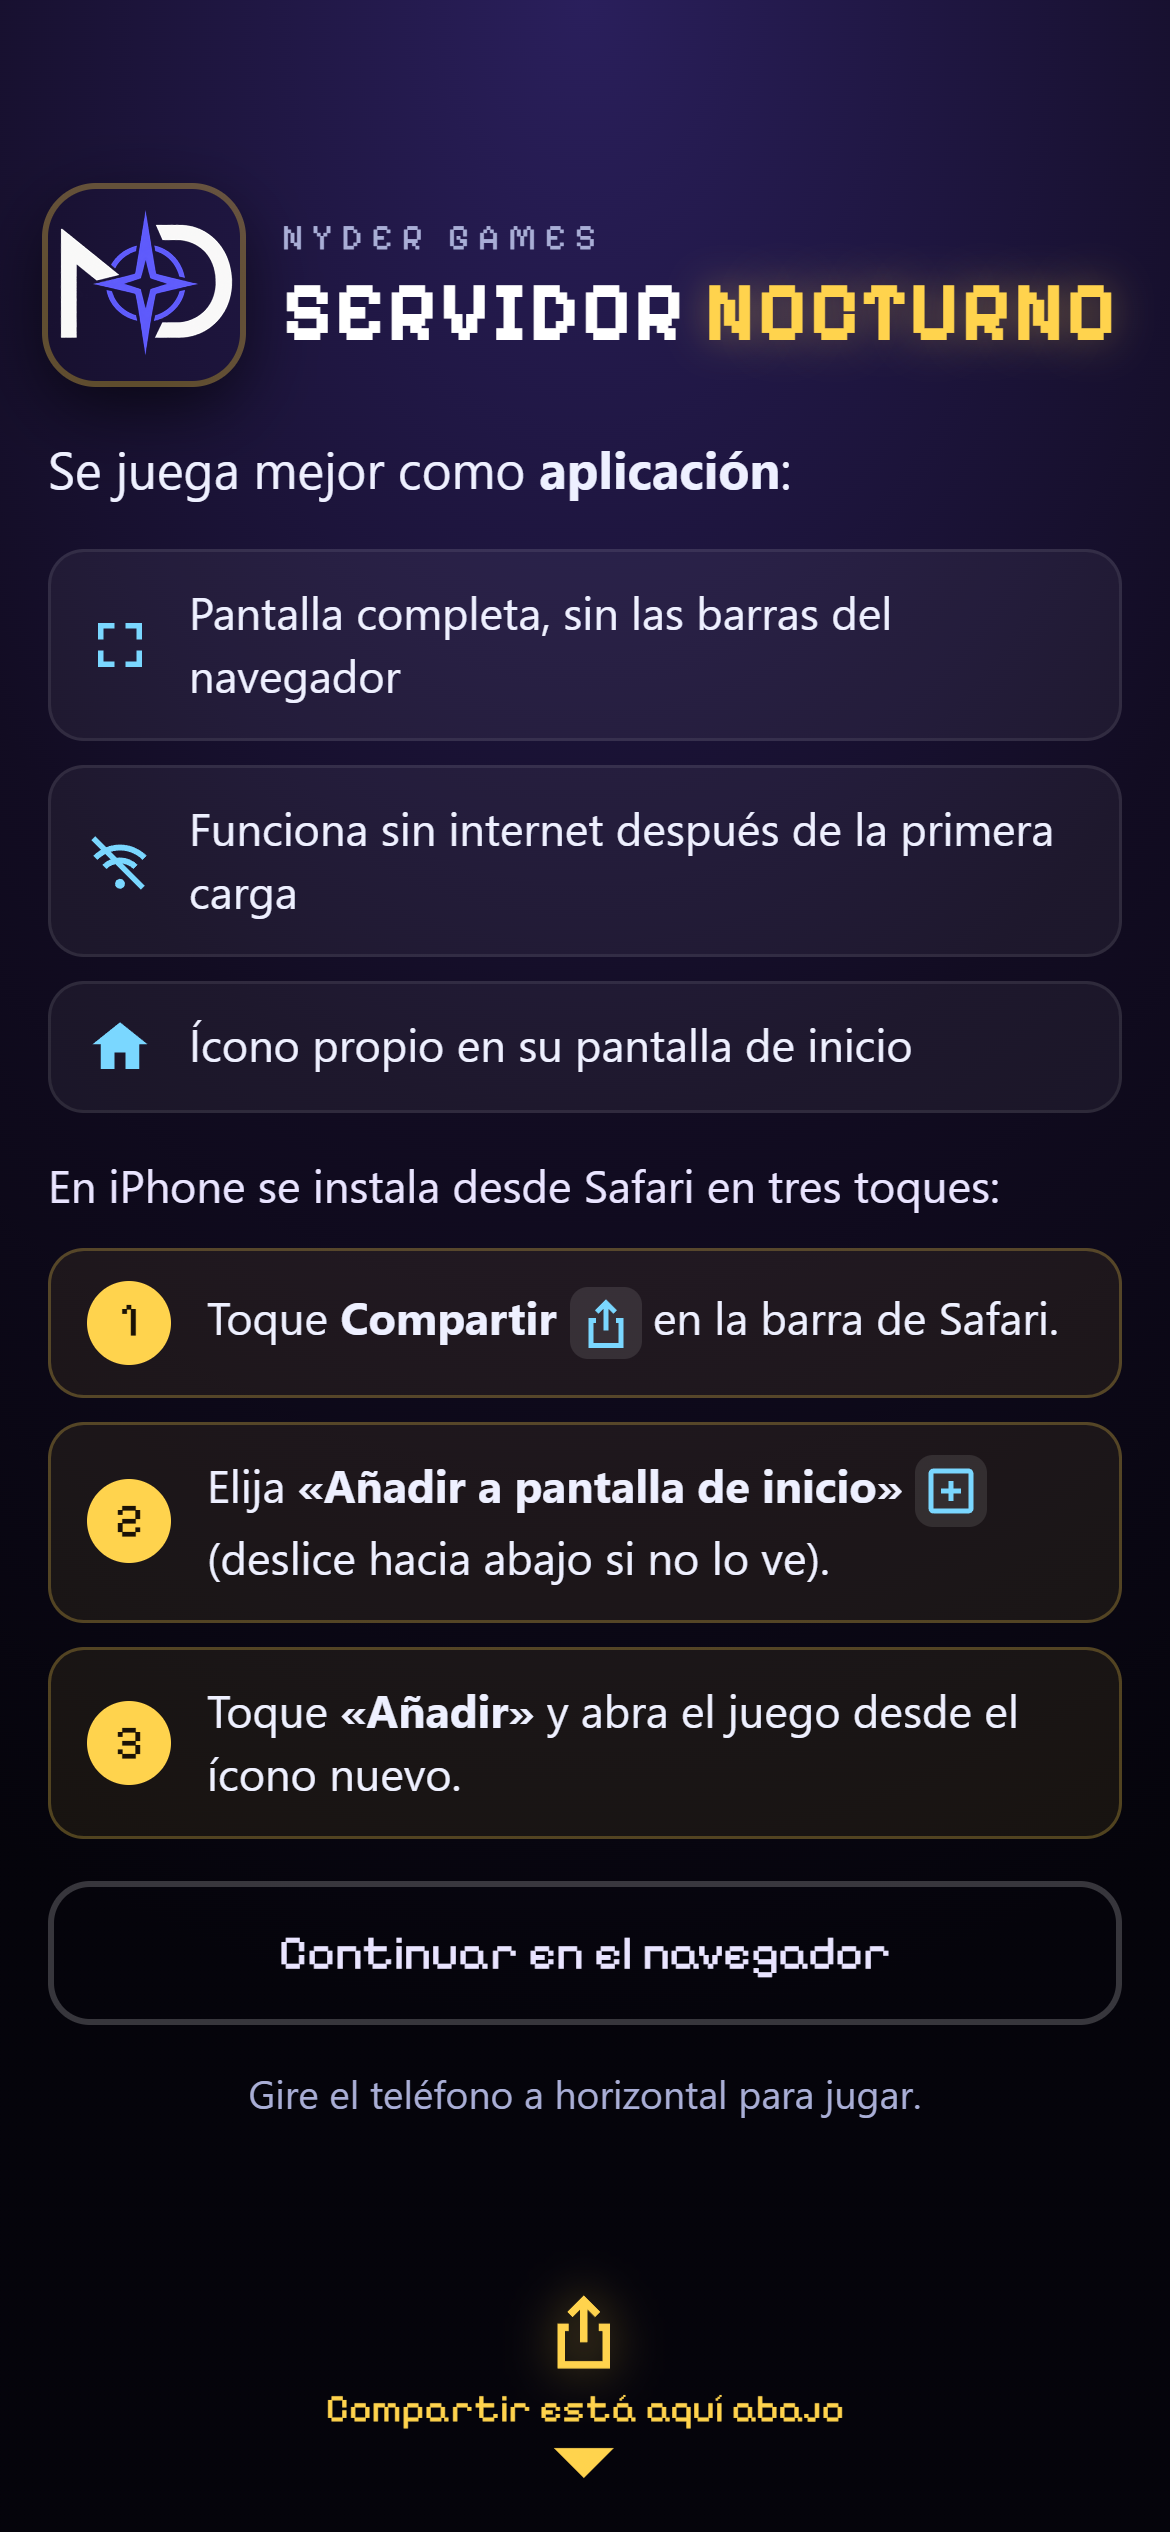 NYDER GAMES
SERVIDOR NOCTURNO
Se juega mejor como aplicación:
Pantalla completa, sin las barras del
navegador
Funciona sin internet después de la primera
carga
Ícono propio en su pantalla de inicio
En iPhone se instala desde Safari en tres toques:
1 Toque Compartir en la barra de Safari.
2 Elija «Añadir a pantalla de inicio»
(deslice hacia abajo si no lo ve).
3 Toque «Añadir» y abra el juego desde el
ícono nuevo.
Continuar en el navegador
Gire el teléfono a horizontal para jugar.
Compartir está aquí abajo